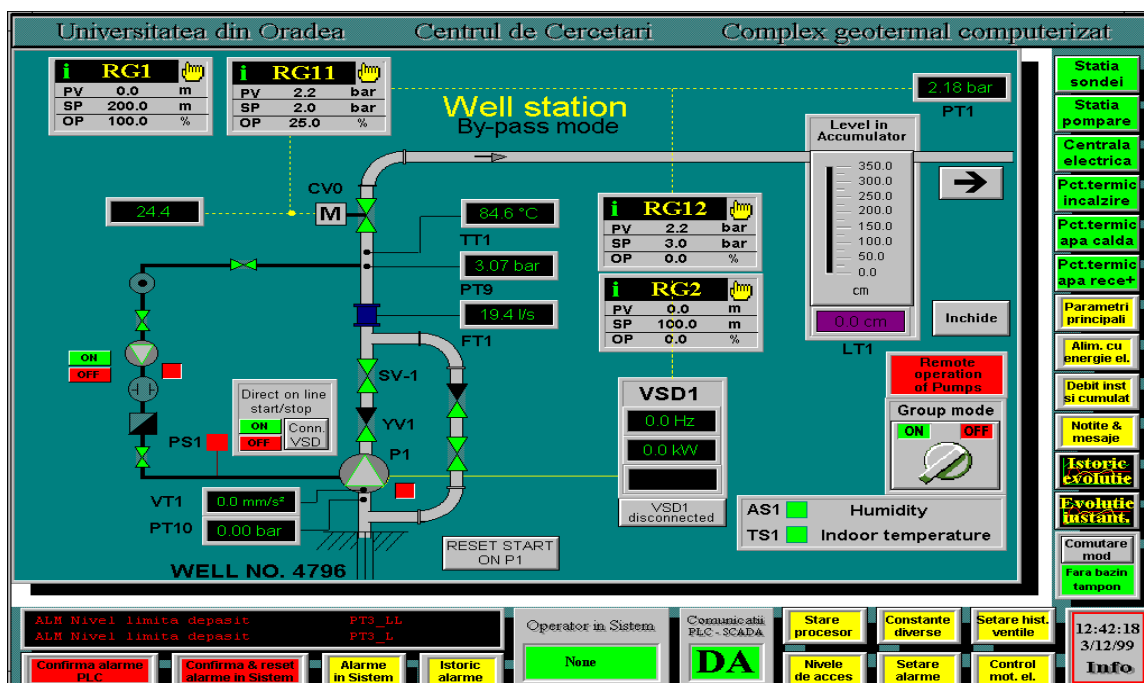 Universitatea din Oradea Centrul de Cercetari Complex geotermal computerizat
i RG1
PV 0.0 m
SP 200.0 m
OP 100.0 %
i RG11
PV 2.2 bar
SP 2.0 bar
OP 25.0 %
Well station
By-pass mode
2.18 bar
PT1
Level in
Accumulator
350.0
300.0
250.0
200.0
150.0
100.0
50.0
0.0
cm
0.0 cm
LT1
CV0
M
24.4
84.6 °C
TT1
3.07 bar
PT9
19.4 l/s
FT1
i RG12
PV 2.2 bar
SP 3.0 bar
OP 0.0 %
i RG2
PV 0.0 m
SP 100.0 m
OP 0.0 %
Inchide
ON
OFF
SV-1
Direct on line
start/stop
ON
OFF
Conn.
VSD
YV1
PS1
P1
VT1
0.0 mm/s²
PT10
0.00 bar
WELL NO. 4796
RESET START
ON P1
VSD1
0.0 Hz
0.0 kW
VSD1
disconnected
Remote
operation
of Pumps
Group mode
ON OFF
AS1 Humidity
TS1 Indoor temperature
Statia
sondei
Statia
pompare
Centrala
electrica
Pct.termic
incalzire
Pct.termic
apa calda
Pct.termic
apa rece+
Parametri
principali
Alim. cu
energie el.
Debit inst
si cumulat
Notite &
mesaje
Istoric
evolutie
Evolutie
instant.
Comutare
mod
Fara bazin
tampon
ALM Nivel limita depasit PT3_LL
ALM Nivel limita depasit PT3_L
Confirma alarme
PLC
Confirma & reset
alarme in Sistem
Alarme
in Sistem
Istoric
alarme
Operator in Sistem
None
Comunicatii
PLC - SCADA
DA
Stare
procesor
Constante
diverse
Setare hist.
ventile
Nivele
de acces
Setare
alarme
Control
mot. el.
12:42:18
3/12/99
Info